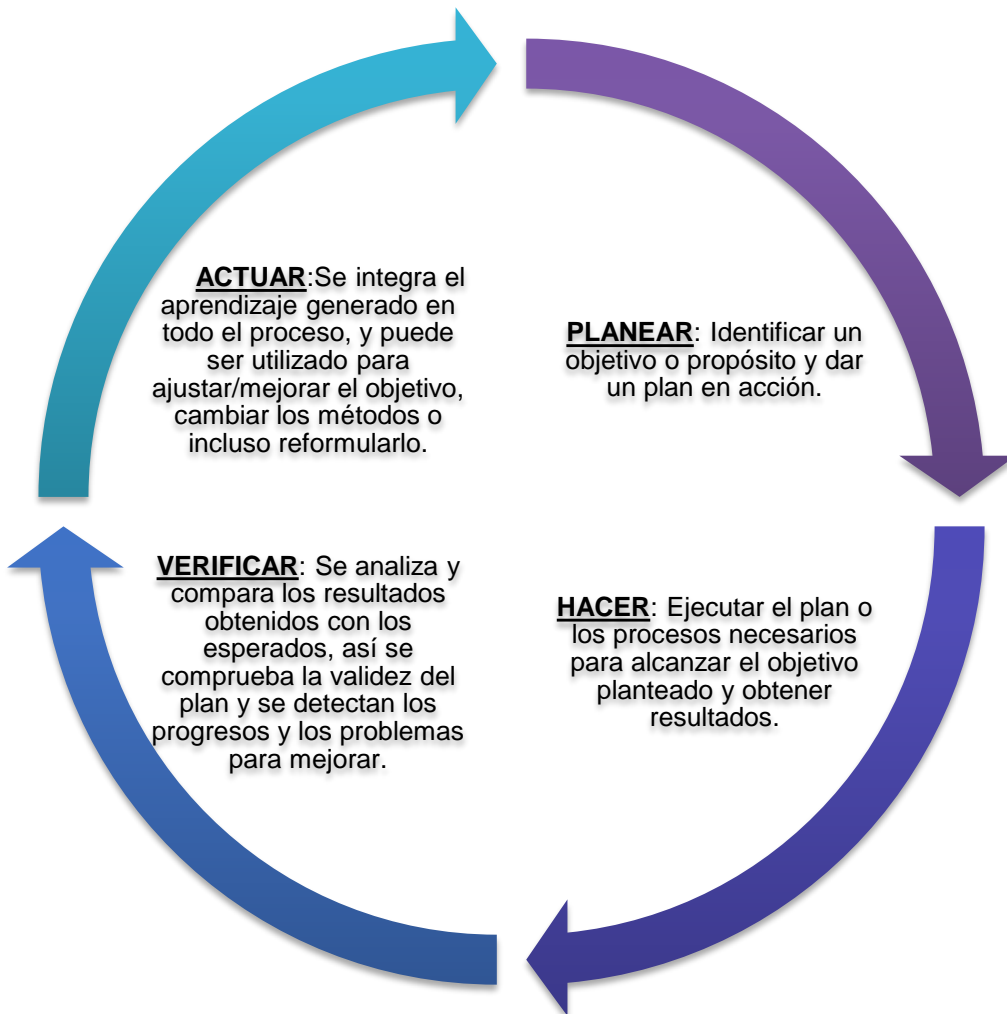 PLANEAR: Identificar un
objetivo o propósito y dar
un plan en acción.
HACER: Ejecutar el plan o
los procesos necesarios
para alcanzar el objetivo
planteado y obtener
resultados.
VERIFICAR: Se analiza y
compara los resultados
obtenidos con los
esperados, así se
comprueba la validez del
plan y se detectan los
progresos y los problemas
para mejorar.
ACTUAR:Se integra el
aprendizaje generado en
todo el proceso, y puede
ser utilizado para
ajustar/mejorar el objetivo,
cambiar los métodos o
incluso reformularlo.